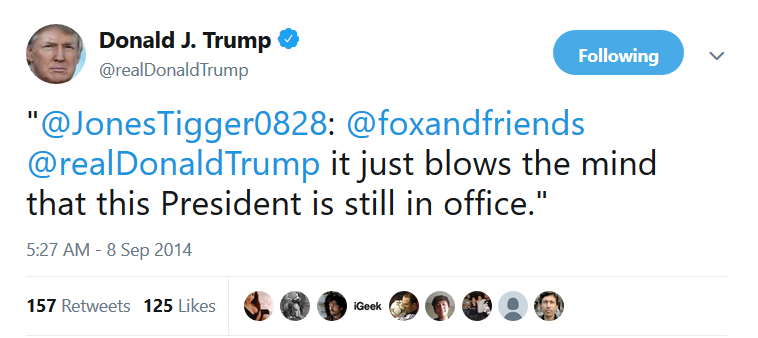 Donald J. Trump
@realDonaldTrump
Following
"@JonesTigger0828: @foxandfriends
@realDonaldTrump it just blows the mind
that this President is still in office."
5:27 AM - 8 Sep 2014
157 Retweets 125 Likes iGeek